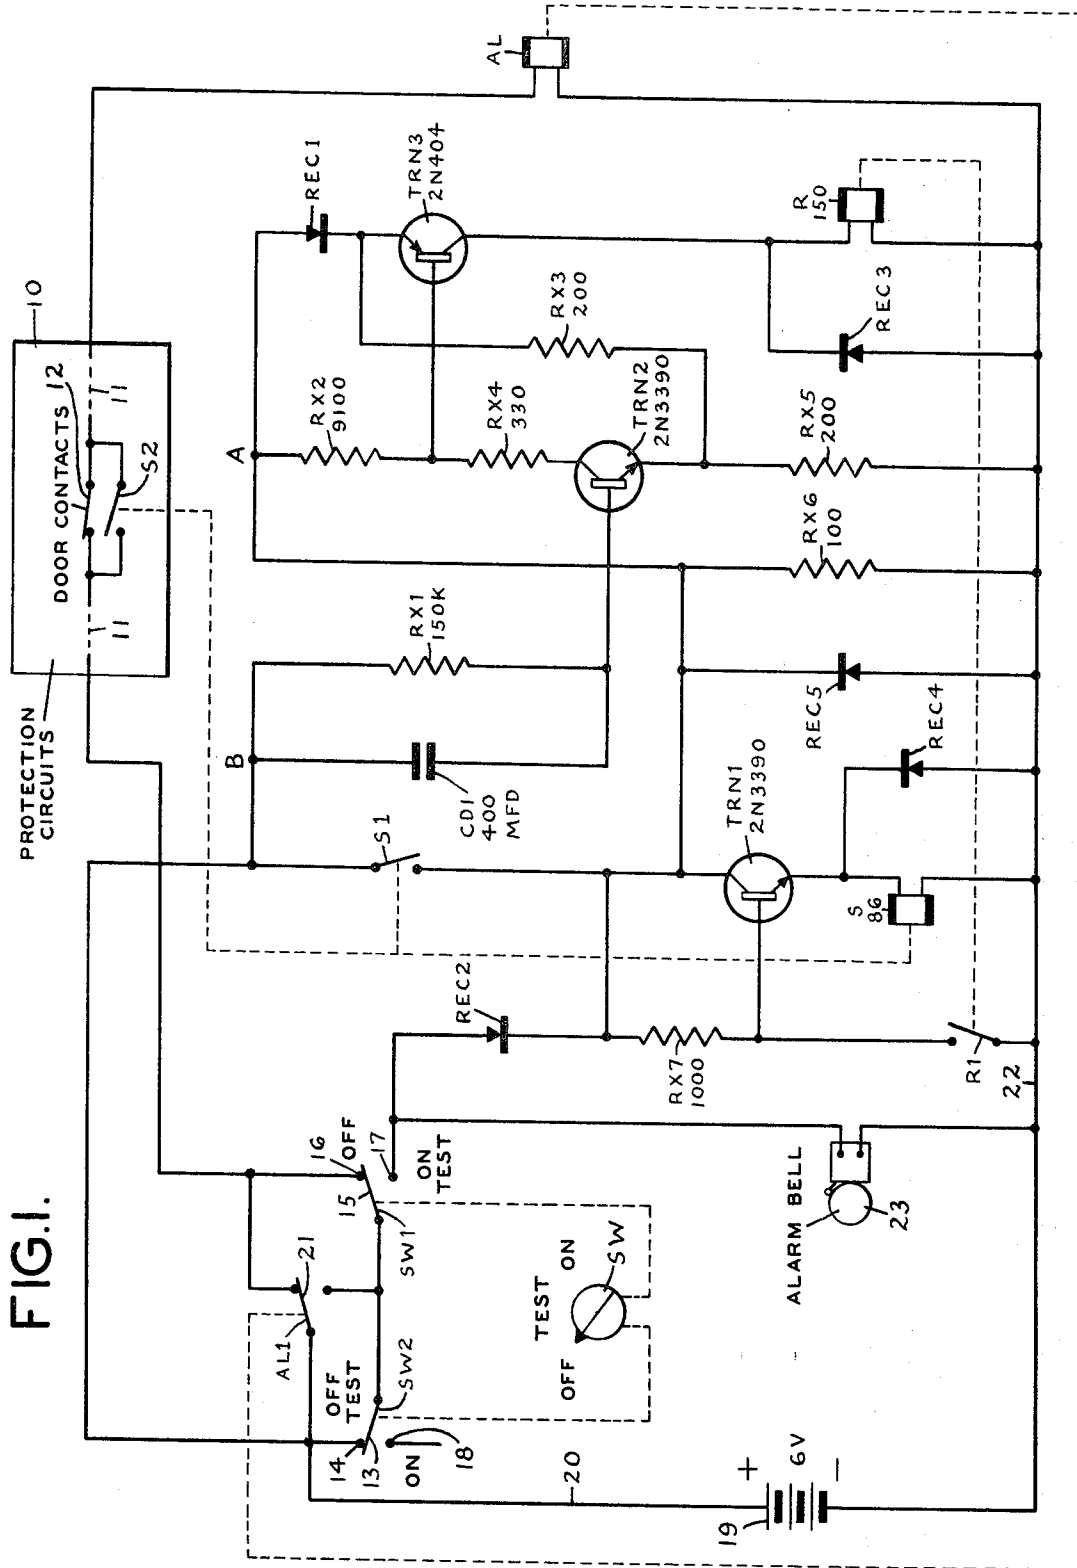 FIG.1.
PROTECTION
CIRCUITS
10
DOOR CONTACTS 12
11
11
S2
AL
A
B
REC1
TRN3
2N404
RX2
9100
RX3
200
RX4
330
TRN2
2N3390
RX1
150K
CD1
400
MFD
S1
RX5
200
RX6
100
R
150
REC3
REC5
REC4
TRN1
2N3390
S
86
REC2
RX7
1000
R1
22
AL1
21
16
OFF
15
17
ON
TEST
SW1
OFF
TEST
SW2
14
13
ON
18
TEST
OFF
ON
SW
20
ALARM BELL
23
19
+
6V
−